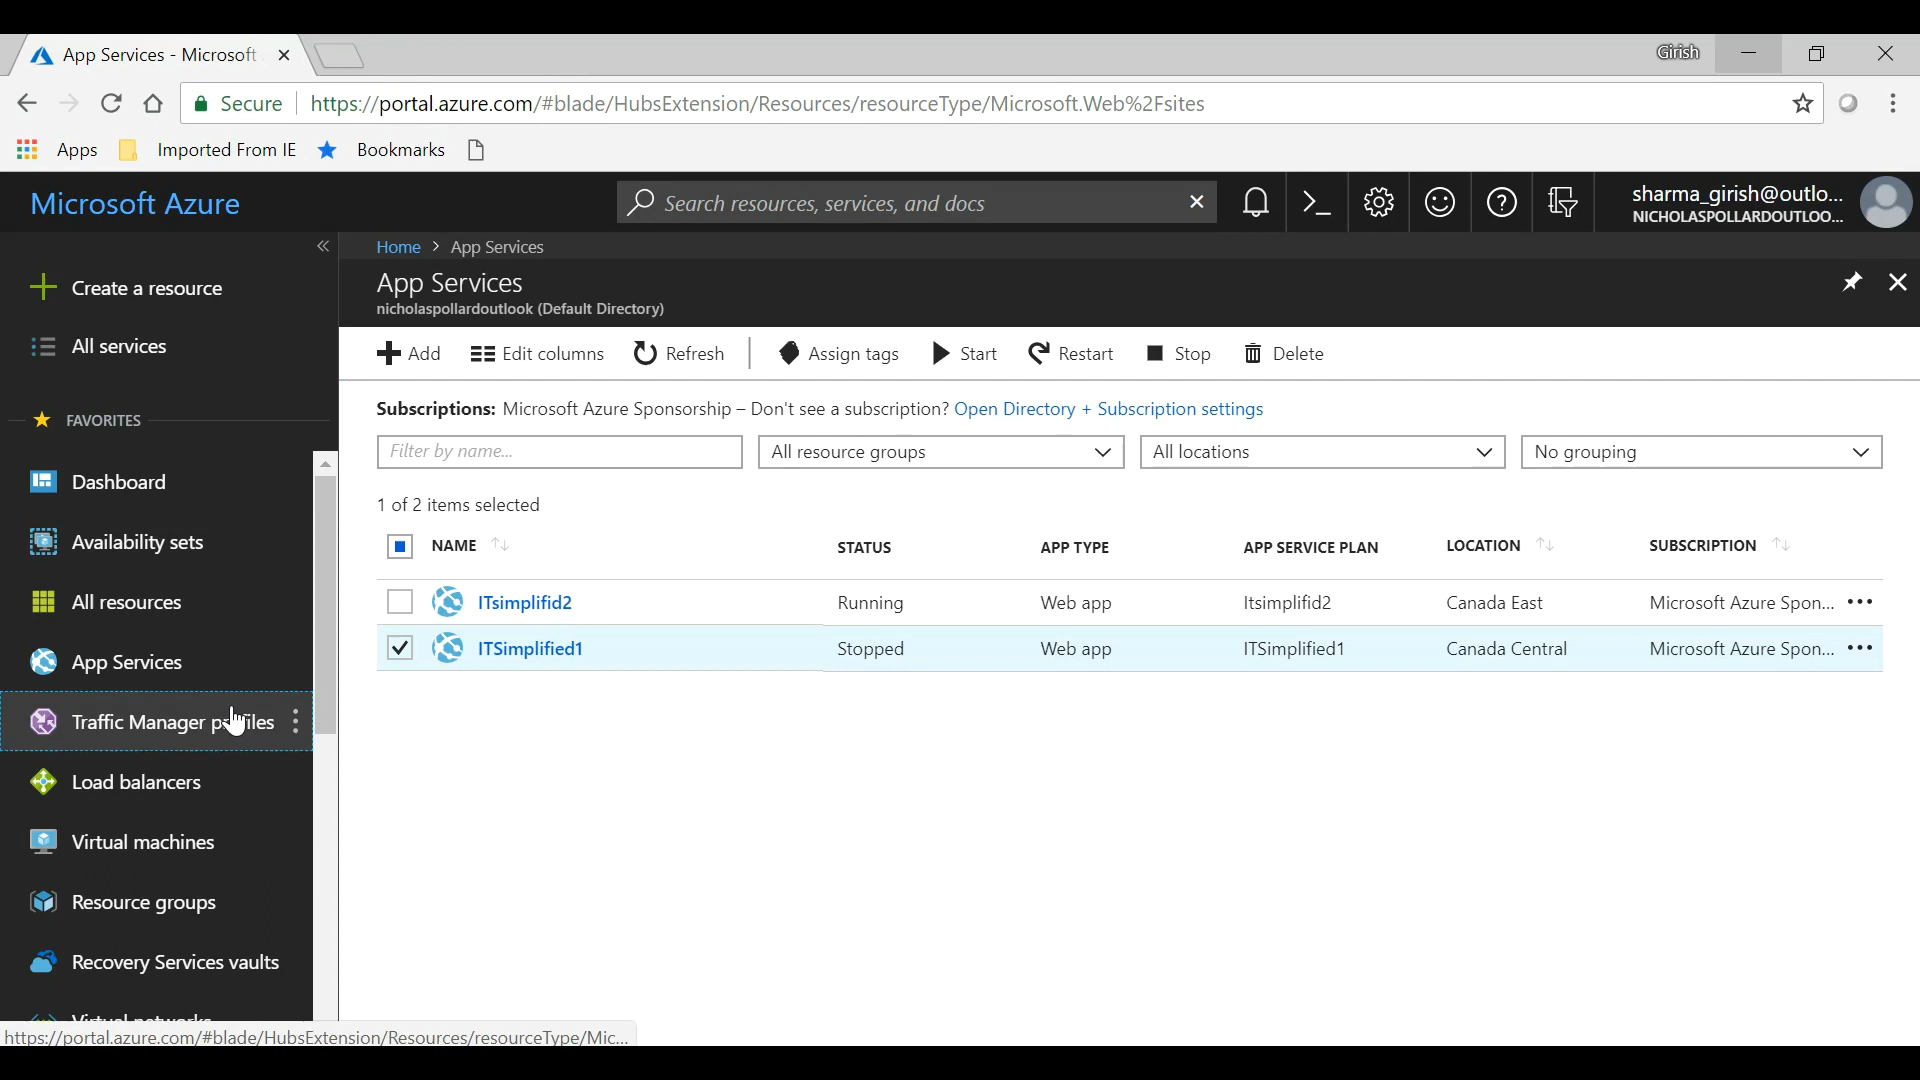 App Services - Microsoft
Girish
Secure https://portal.azure.com/#blade/HubsExtension/Resources/resourceType/Microsoft.Web%2Fsites
Apps Imported From IE Bookmarks
Microsoft Azure
Search resources, services, and docs
sharma_girish@outlo...
NICHOLASPOLLARDOUTLOO...
Home > App Services
App Services
nicholaspollardoutlook (Default Directory)
Create a resource
All services
FAVORITES
Dashboard
Availability sets
All resources
App Services
Traffic Manager profiles
Load balancers
Virtual machines
Resource groups
Recovery Services vaults
Virtual networks
Add Edit columns Refresh Assign tags Start Restart Stop Delete
Subscriptions: Microsoft Azure Sponsorship – Don't see a subscription? Open Directory + Subscription settings
Filter by name... All resource groups All locations No grouping
1 of 2 items selected
NAME STATUS APP TYPE APP SERVICE PLAN LOCATION SUBSCRIPTION
ITsimplifid2 Running Web app Itsimplifid2 Canada East Microsoft Azure Spon... •••
ITSimplified1 Stopped Web app ITSimplified1 Canada Central Microsoft Azure Spon... •••
https://portal.azure.com/#blade/HubsExtension/Resources/resourceType/Mic...